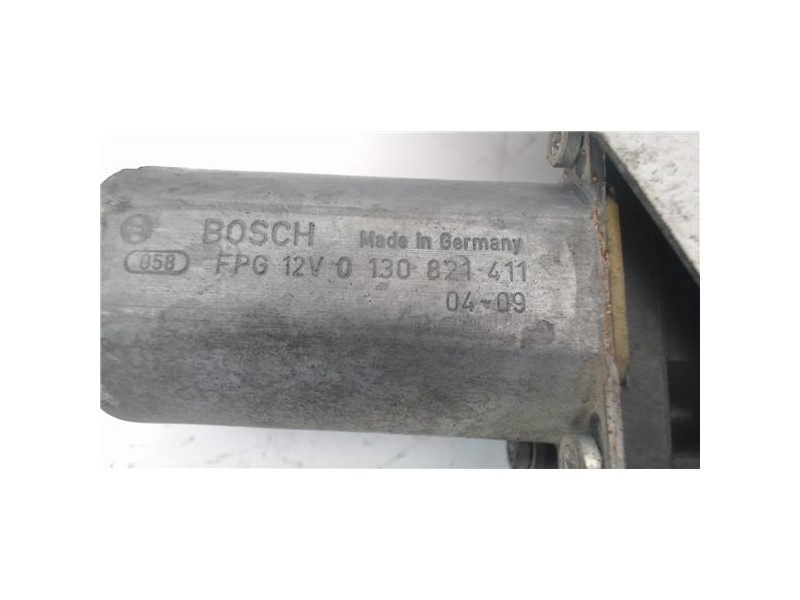 BOSCH Made in Germany
058 FPG 12V 0 130 821 411
04-09